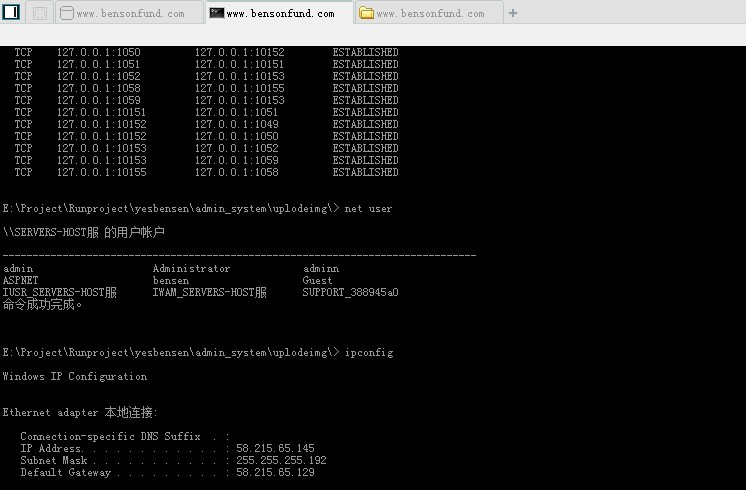 www.bensonfund.com www.bensonfund.com www.bensonfund.com
TCP 127.0.0.1:1050 127.0.0.1:10152 ESTABLISHED
TCP 127.0.0.1:1051 127.0.0.1:10151 ESTABLISHED
TCP 127.0.0.1:1052 127.0.0.1:10153 ESTABLISHED
TCP 127.0.0.1:1058 127.0.0.1:10155 ESTABLISHED
TCP 127.0.0.1:1059 127.0.0.1:10153 ESTABLISHED
TCP 127.0.0.1:10151 127.0.0.1:1051 ESTABLISHED
TCP 127.0.0.1:10152 127.0.0.1:1049 ESTABLISHED
TCP 127.0.0.1:10152 127.0.0.1:1050 ESTABLISHED
TCP 127.0.0.1:10153 127.0.0.1:1052 ESTABLISHED
TCP 127.0.0.1:10153 127.0.0.1:1059 ESTABLISHED
TCP 127.0.0.1:10155 127.0.0.1:1058 ESTABLISHED
E:\Project\Runproject\yesbensen\admin_system\uplodeimg\> net user
\\SERVERS-HOST服 的用户帐户
-------------------------------------------------------------------------------
admin Administrator adminn
ASPNET bensen Guest
IUSR_SERVERS-HOST服 IWAM_SERVERS-HOST服 SUPPORT_388945a0
命令成功完成。
E:\Project\Runproject\yesbensen\admin_system\uplodeimg\> ipconfig
Windows IP Configuration
Ethernet adapter 本地连接:
Connection-specific DNS Suffix . :
IP Address. . . . . . . . . . . . : 58.215.65.145
Subnet Mask . . . . . . . . . . . : 255.255.255.192
Default Gateway . . . . . . . . . : 58.215.65.129